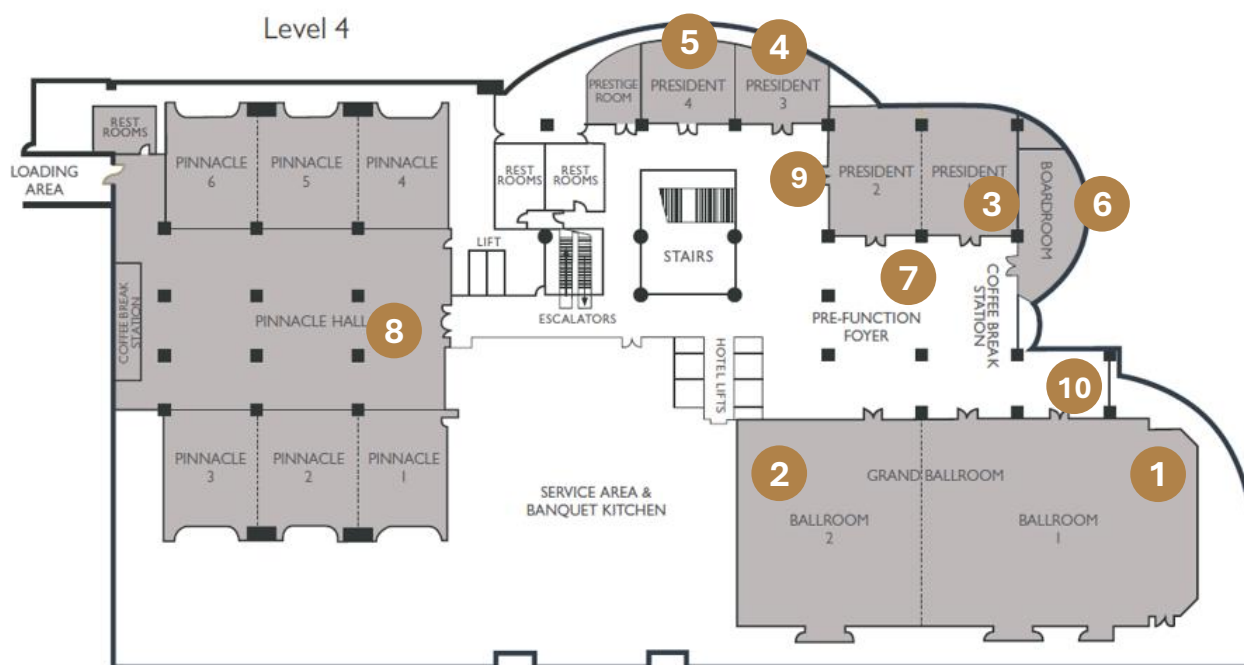 Level 4
5
4
PRESTIGE
ROOM
PRESIDENT
4
PRESIDENT
3
REST
ROOMS
LOADING
AREA
PINNACLE
6
PINNACLE
5
PINNACLE
4
REST
ROOMS
REST
ROOMS
9
PRESIDENT
2
PRESIDENT
3
BOARDROOM
6
LIFT
STAIRS
7
ESCALATORS
COFFEE BREAK
STATION
PINNACLE HALL
8
PRE-FUNCTION
FOYER
COFFEE BREAK
STATION
HOTEL LIFTS
10
PINNACLE
3
PINNACLE
2
PINNACLE
1
SERVICE AREA &
BANQUET KITCHEN
2
GRAND BALLROOM
1
BALLROOM
2
BALLROOM
1